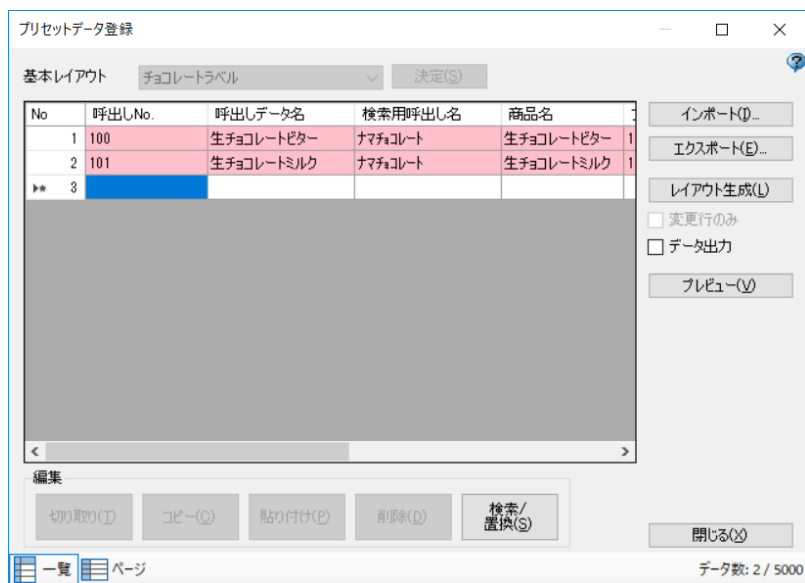 プリセットデータ登録
基本レイアウト チョコレートラベル 決定(S)
No 呼出しNo. 呼出しデータ名 検索用呼出し名 商品名
1 100 生チョコレートビター ナマチョコレート 生チョコレートビター 1
2 101 生チョコレートミルク ナマチョコレート 生チョコレートミルク 1
3
インポート(I)...
エクスポート(E)...
レイアウト生成(L)
変更行のみ
データ出力
プレビュー(V)
編集
切り取り(T) コピー(C) 貼り付け(P) 削除(D) 検索/
置換(S)
閉じる(X)
一覧 ページ データ数: 2 / 5000